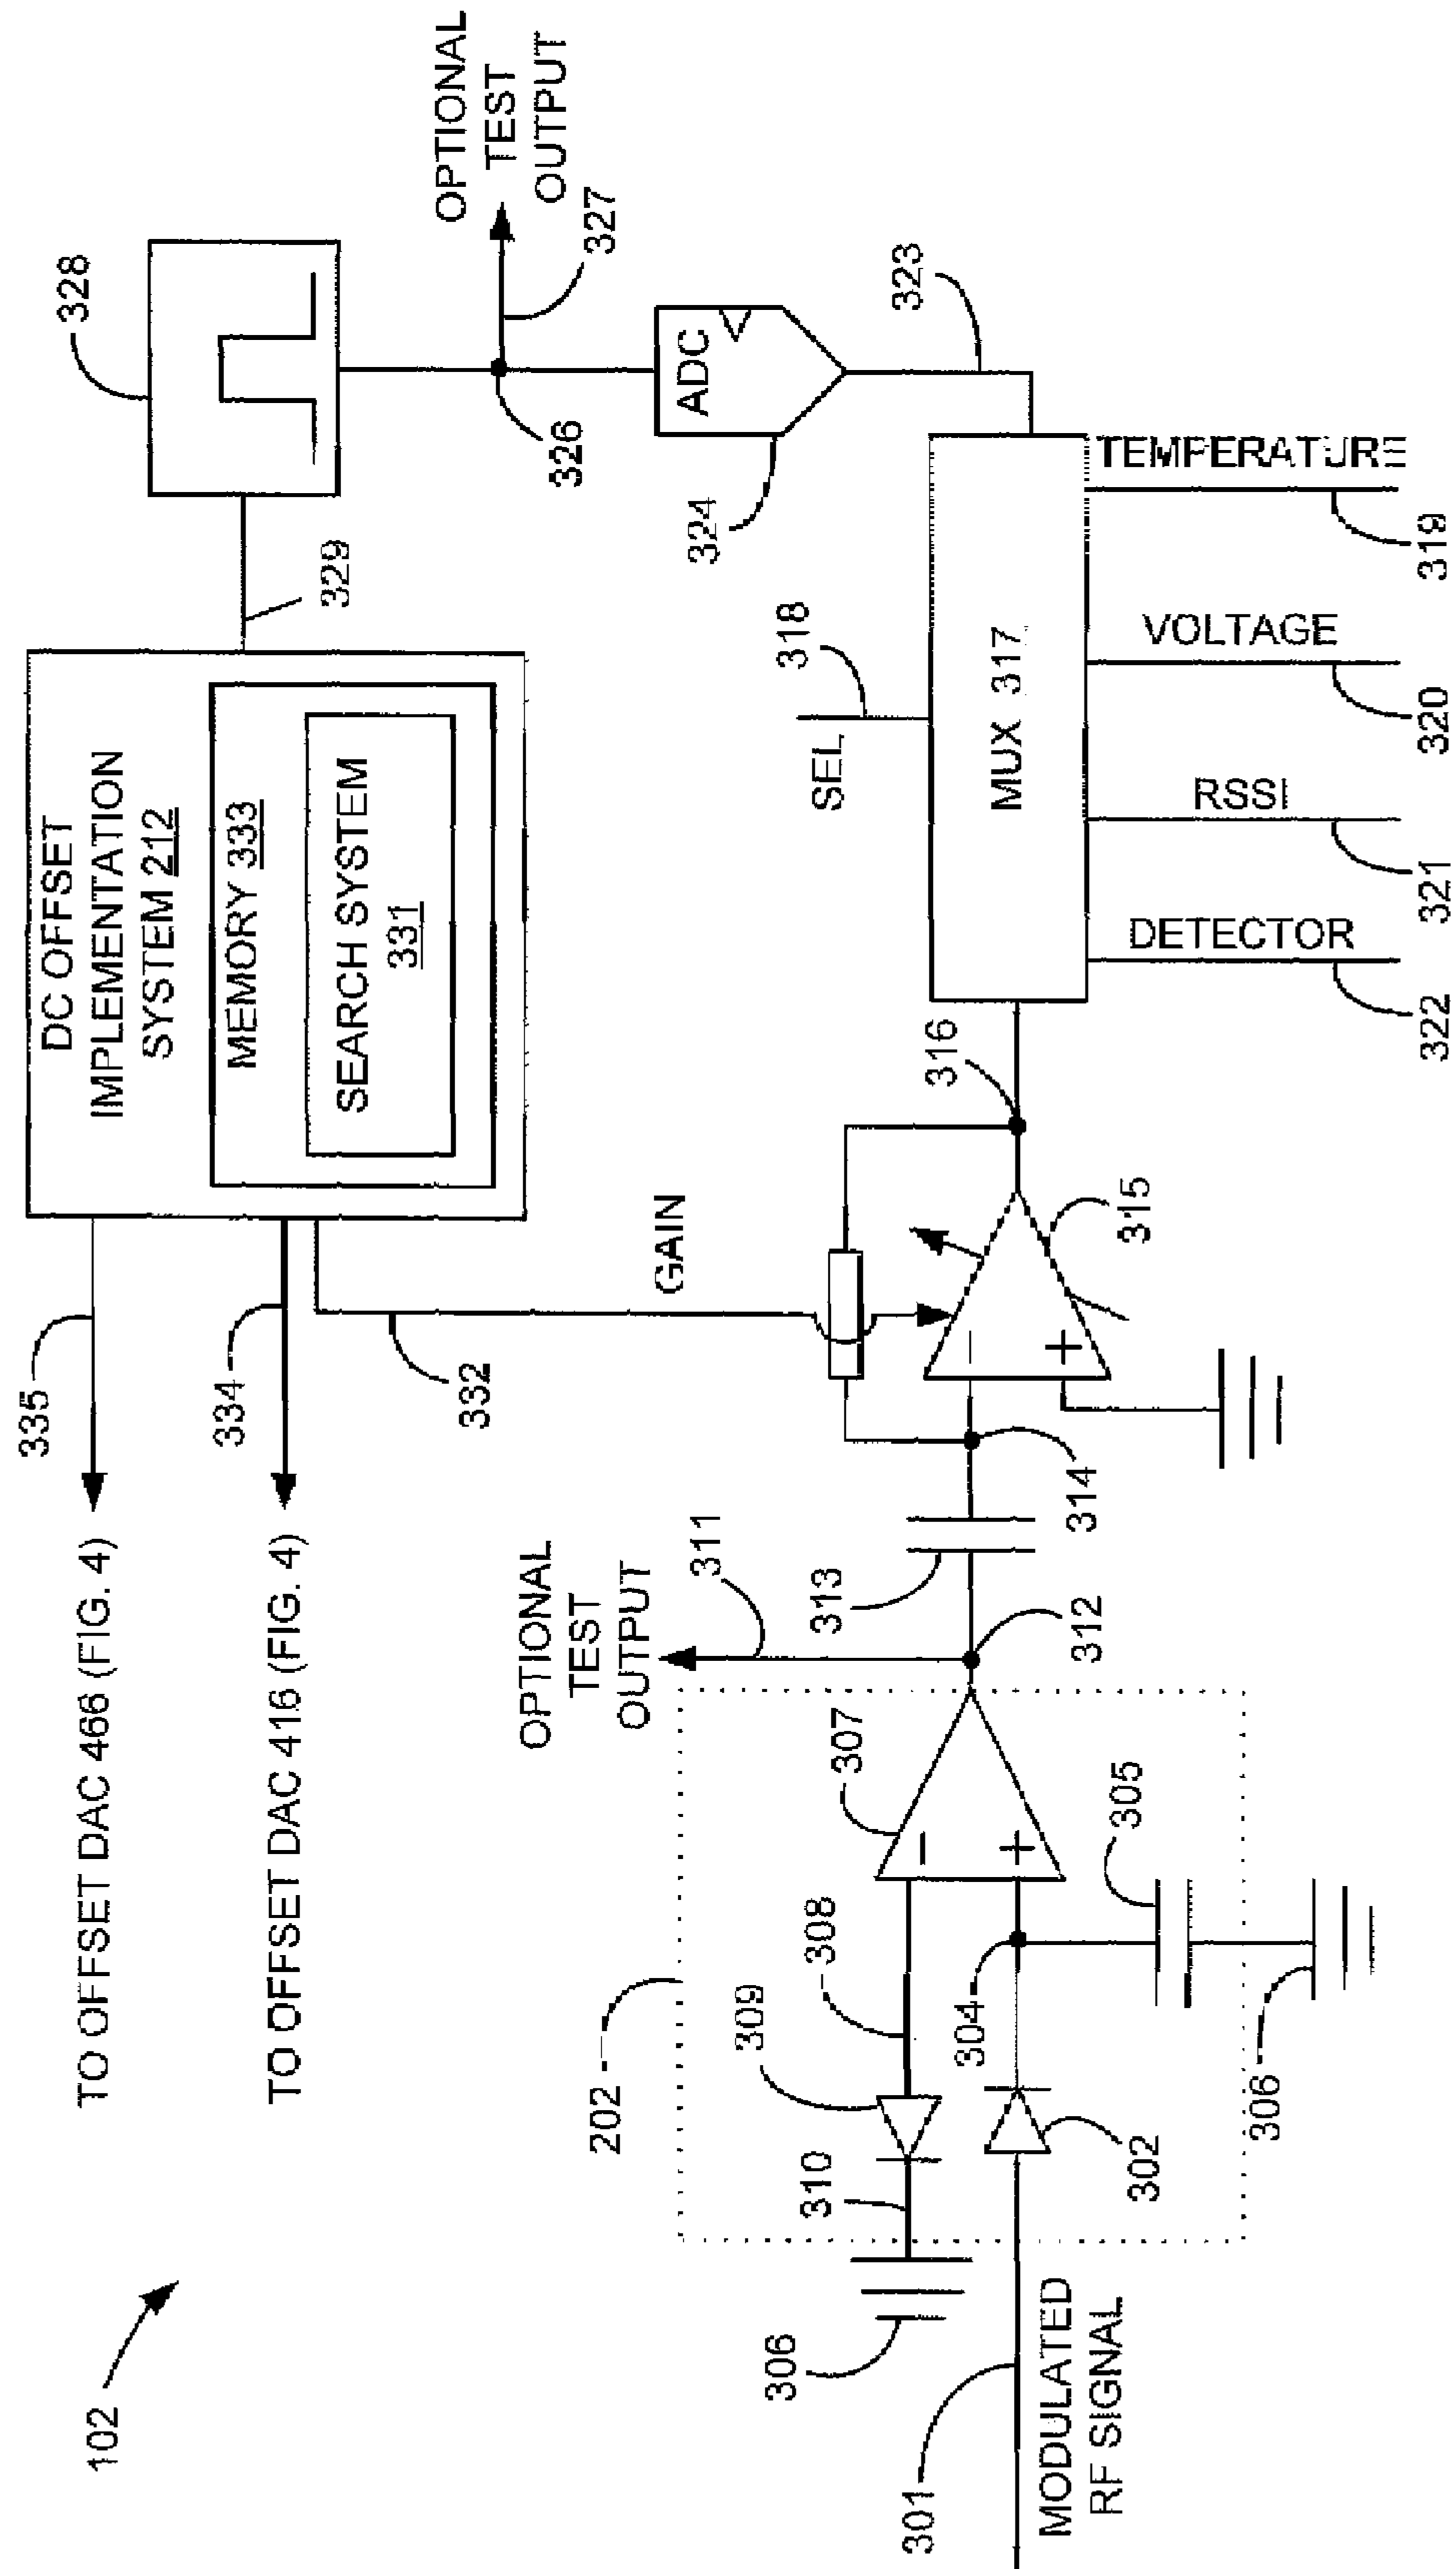 102
TO OFFSET DAC 466 (FIG. 4)
335
TO OFFSET DAC 416 (FIG. 4)
334
332
DC OFFSET
IMPLEMENTATION
SYSTEM 212
MEMORY 333
SEARCH SYSTEM
331
329
328
OPTIONAL
TEST
OUTPUT
327
326
ADC
324
323
GAIN
SEL
318
MUX 317
TEMPERATURE
319
VOLTAGE
320
RSSI
321
DETECTOR
322
316
315
314
313
OPTIONAL
TEST
OUTPUT
311
312
307
202
309
308
310
306
304
305
306
302
301
MODULATED
RF SIGNAL